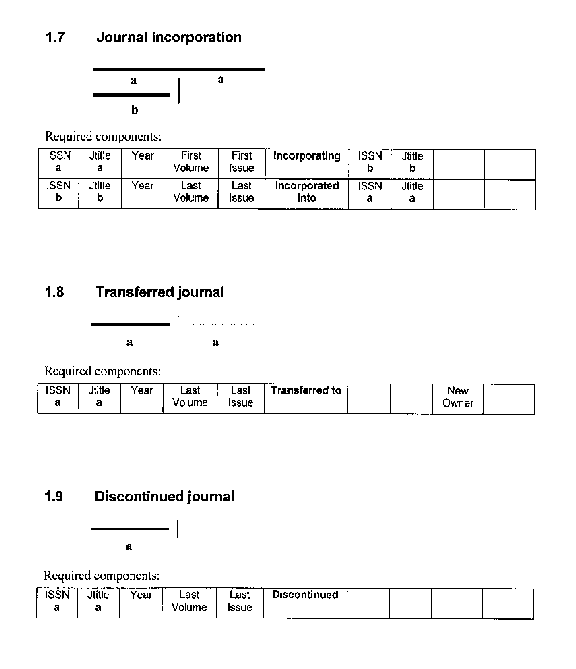 1.7 Journal incorporation
a a
b
Required components:
ISSN Jtitle Year First First Incorporating ISSN Jtitle
a a Volume Issue b b
ISSN Jtitle Year Last Last Incorporated ISSN Jtitle
b b Volume Issue Into a a
1.8 Transferred journal
a a
Required components:
ISSN Jtitle Year Last Last Transferred to New
a a Volume Issue Owner
1.9 Discontinued journal
a
Required components:
ISSN Jtitle Year Last Last Discontinued
a a Volume Issue